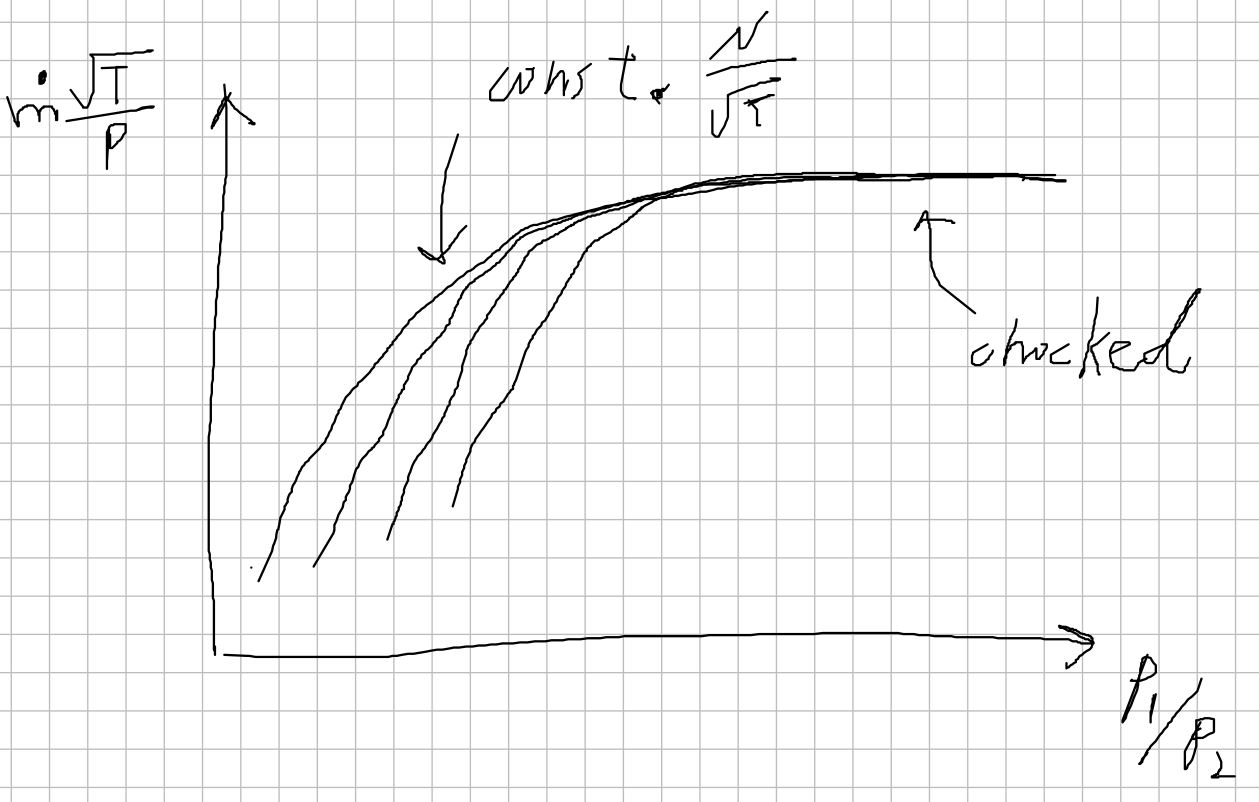 ṁ √T / P
const. N / √T
chocked
P₁/P₂